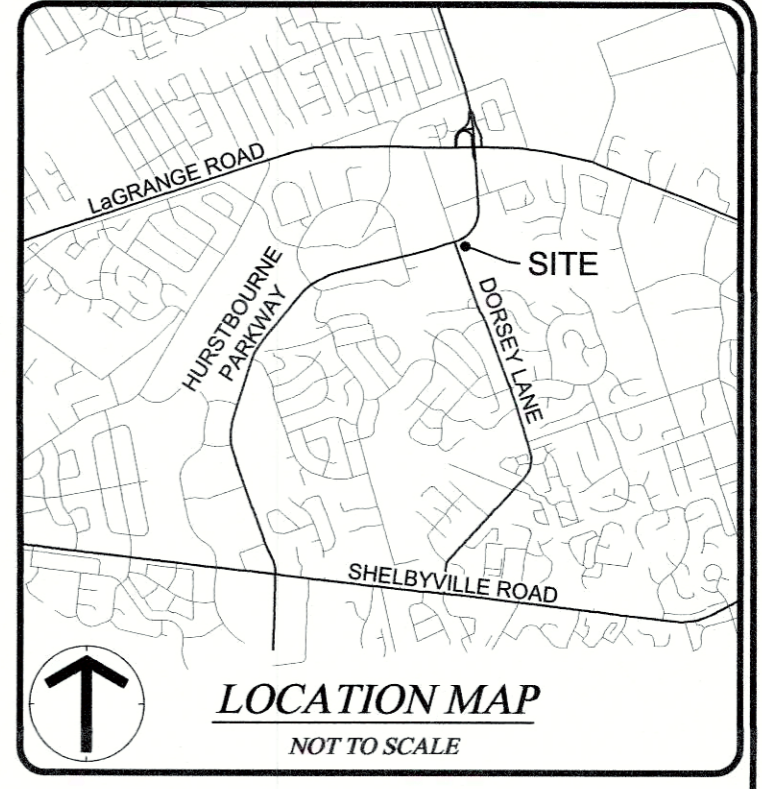 LaGRANGE ROAD
SITE
HURSTBOURNE
PARKWAY
DORSEY LANE
SHELBYVILLE ROAD
LOCATION MAP
NOT TO SCALE